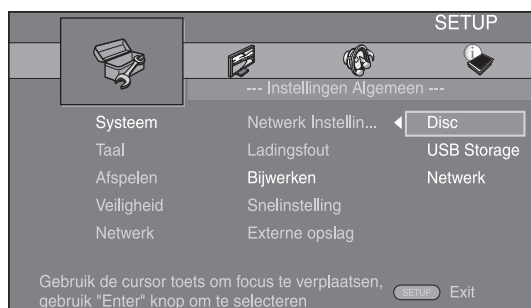 SETUP
--- Instellingen Algemeen ---
Systeem
Netwerk Instellin...
Disc
Taal
Ladingsfout
USB Storage
Afspelen
Bijwerken
Netwerk
Veiligheid
Snelinstelling
Netwerk
Externe opslag
Gebruik de cursor toets om focus te verplaatsen,
gebruik "Enter" knop om te selecteren
SETUP Exit